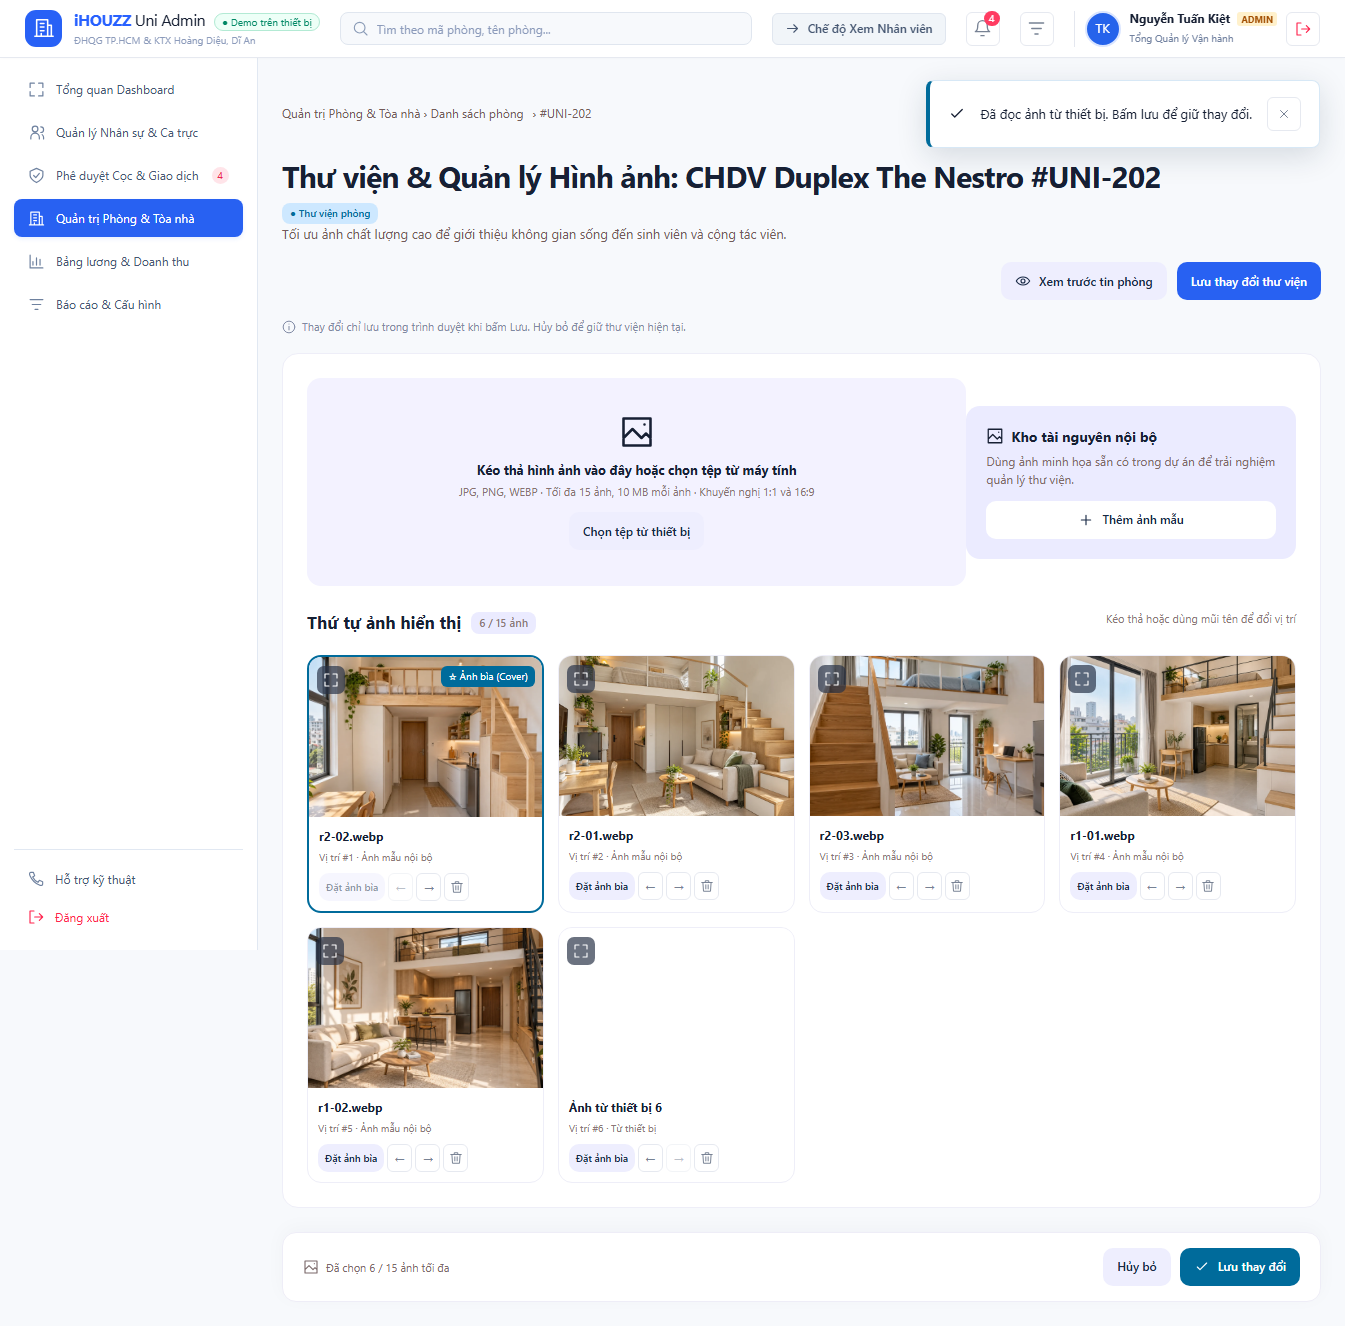 iHOUZZ Uni Admin
● Demo trên thiết bị
ĐHQG TP.HCM & KTX Hoàng Diệu, Dĩ An
Tìm theo mã phòng, tên phòng...
→ Chế độ Xem Nhân viên
4
TK
Nguyễn Tuấn Kiệt ADMIN
Tổng Quản lý Vận hành
Tổng quan Dashboard
Quản lý Nhân sự & Ca trực
Phê duyệt Cọc & Giao dịch 4
Quản trị Phòng & Tòa nhà
Bảng lương & Doanh thu
Báo cáo & Cấu hình
Hỗ trợ kỹ thuật
Đăng xuất
Quản trị Phòng & Tòa nhà › Danh sách phòng › #UNI-202
Đã đọc ảnh từ thiết bị. Bấm lưu để giữ thay đổi.
Thư viện & Quản lý Hình ảnh: CHDV Duplex The Nestro #UNI-202
● Thư viện phòng
Tối ưu ảnh chất lượng cao để giới thiệu không gian sống đến sinh viên và cộng tác viên.
Xem trước tin phòng
Lưu thay đổi thư viện
Thay đổi chỉ lưu trong trình duyệt khi bấm Lưu. Hủy bỏ để giữ thư viện hiện tại.
Kéo thả hình ảnh vào đây hoặc chọn tệp từ máy tính
JPG, PNG, WEBP · Tối đa 15 ảnh, 10 MB mỗi ảnh · Khuyến nghị 1:1 và 16:9
Chọn tệp từ thiết bị
Kho tài nguyên nội bộ
Dùng ảnh minh họa sẵn có trong dự án để trải nghiệm
quản lý thư viện.
+ Thêm ảnh mẫu
Thứ tự ảnh hiển thị 6 / 15 ảnh
Kéo thả hoặc dùng mũi tên để đổi vị trí
☆ Ảnh bìa (Cover)
r2-02.webp
Vị trí #1 · Ảnh mẫu nội bộ
Đặt ảnh bìa ← →
r2-01.webp
Vị trí #2 · Ảnh mẫu nội bộ
Đặt ảnh bìa ← →
r2-03.webp
Vị trí #3 · Ảnh mẫu nội bộ
Đặt ảnh bìa ← →
r1-01.webp
Vị trí #4 · Ảnh mẫu nội bộ
Đặt ảnh bìa ← →
r1-02.webp
Vị trí #5 · Ảnh mẫu nội bộ
Đặt ảnh bìa ← →
Ảnh từ thiết bị 6
Vị trí #6 · Từ thiết bị
Đặt ảnh bìa ← →
Đã chọn 6 / 15 ảnh tối đa
Hủy bỏ
Lưu thay đổi